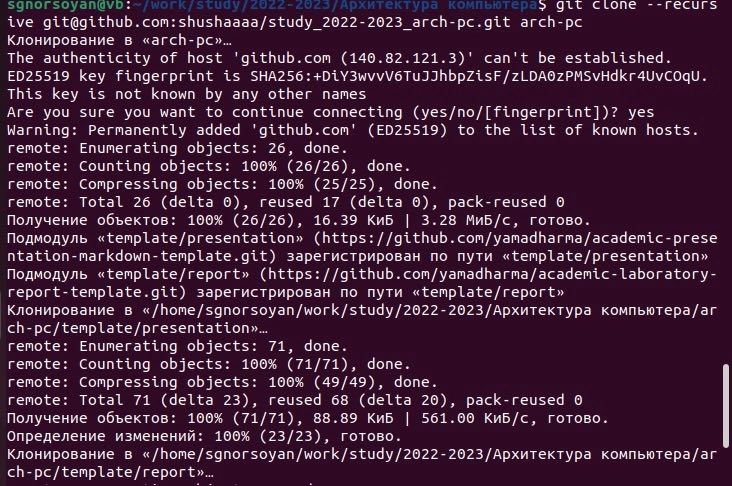 sgnorsoyan@vb:~/work/study/2022-2023/Архитектура компьютера$ git clone --recurs
ive git@github.com:shushaaaa/study_2022-2023_arch-pc.git arch-pc
Клонирование в «arch-pc»…
The authenticity of host 'github.com (140.82.121.3)' can't be established.
ED25519 key fingerprint is SHA256:+DiY3wvvV6TuJJhbpZisF/zLDA0zPMSvHdkr4UvCOqU.
This key is not known by any other names
Are you sure you want to continue connecting (yes/no/[fingerprint])? yes
Warning: Permanently added 'github.com' (ED25519) to the list of known hosts.
remote: Enumerating objects: 26, done.
remote: Counting objects: 100% (26/26), done.
remote: Compressing objects: 100% (25/25), done.
remote: Total 26 (delta 0), reused 17 (delta 0), pack-reused 0
Получение объектов: 100% (26/26), 16.39 КиБ | 3.28 МиБ/с, готово.
Подмодуль «template/presentation» (https://github.com/yamadharma/academic-prese
ntation-markdown-template.git) зарегистрирован по пути «template/presentation»
Подмодуль «template/report» (https://github.com/yamadharma/academic-laboratory-
report-template.git) зарегистрирован по пути «template/report»
Клонирование в «/home/sgnorsoyan/work/study/2022-2023/Архитектура компьютера/ar
ch-pc/template/presentation»…
remote: Enumerating objects: 71, done.
remote: Counting objects: 100% (71/71), done.
remote: Compressing objects: 100% (49/49), done.
remote: Total 71 (delta 23), reused 68 (delta 20), pack-reused 0
Получение объектов: 100% (71/71), 88.89 КиБ | 561.00 КиБ/с, готово.
Определение изменений: 100% (23/23), готово.
Клонирование в «/home/sgnorsoyan/work/study/2022-2023/Архитектура компьютера/ar
ch-pc/template/report»…